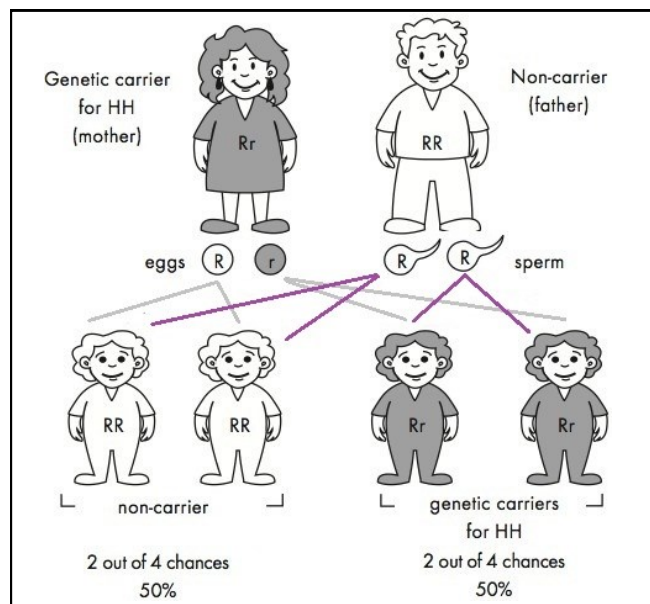 Genetic carrier
for HH
(mother)
Non-carrier
(father)
Rr
RR
eggs R r R R sperm
RR RR Rr Rr
non-carrier
genetic carriers
for HH
2 out of 4 chances
50%
2 out of 4 chances
50%